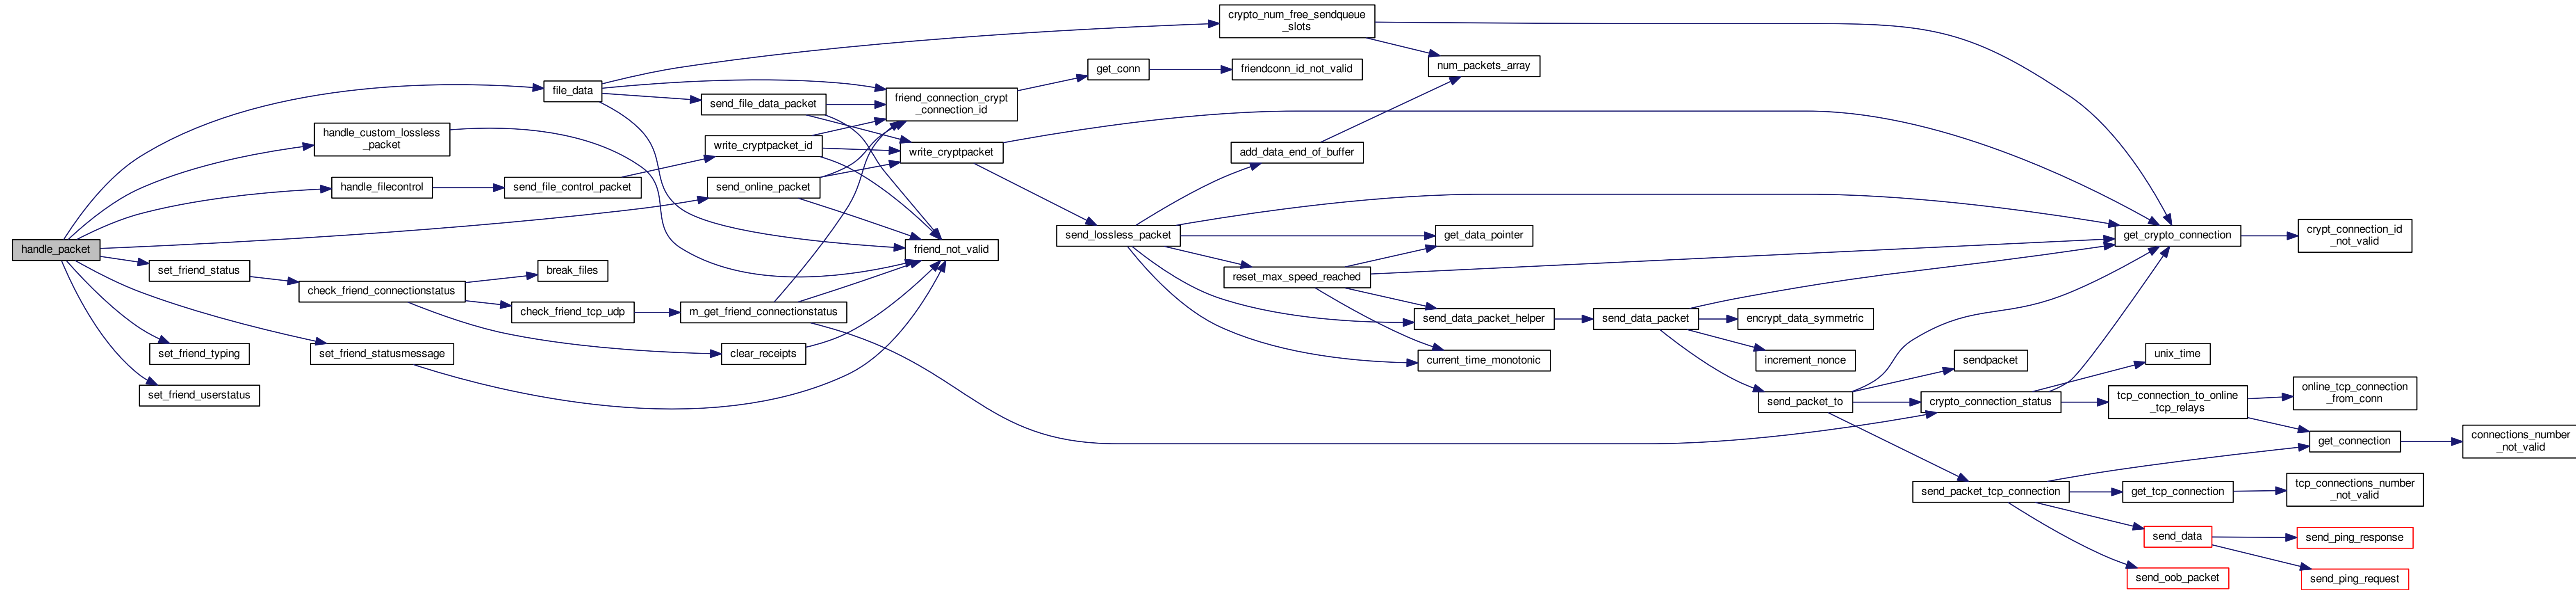 handle_packet
file_data
handle_custom_lossless
_packet
handle_filecontrol
set_friend_status
set_friend_typing
set_friend_userstatus
set_friend_statusmessage
check_friend_connectionstatus
send_file_control_packet
break_files
check_friend_tcp_udp
send_file_data_packet
write_cryptpacket_id
send_online_packet
m_get_friend_connectionstatus
clear_receipts
friend_connection_crypt
_connection_id
write_cryptpacket
friend_not_valid
get_conn
send_lossless_packet
crypto_num_free_sendqueue
_slots
friendconn_id_not_valid
add_data_end_of_buffer
reset_max_speed_reached
num_packets_array
get_data_pointer
send_data_packet_helper
current_time_monotonic
send_data_packet
encrypt_data_symmetric
increment_nonce
send_packet_to
sendpacket
crypto_connection_status
send_packet_tcp_connection
get_crypto_connection
unix_time
tcp_connection_to_online
_tcp_relays
get_tcp_connection
send_data
send_oob_packet
crypt_connection_id
_not_valid
online_tcp_connection
_from_conn
get_connection
tcp_connections_number
_not_valid
send_ping_response
send_ping_request
connections_number
_not_valid